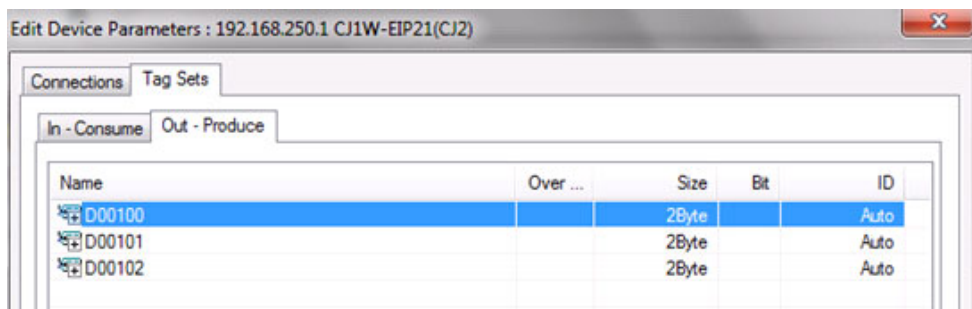 Edit Device Parameters : 192.168.250.1 CJ1W-EIP21(CJ2)
Connections Tag Sets
In - Consume Out - Produce
Name Over ... Size Bit ID
D00100 2Byte Auto
D00101 2Byte Auto
D00102 2Byte Auto